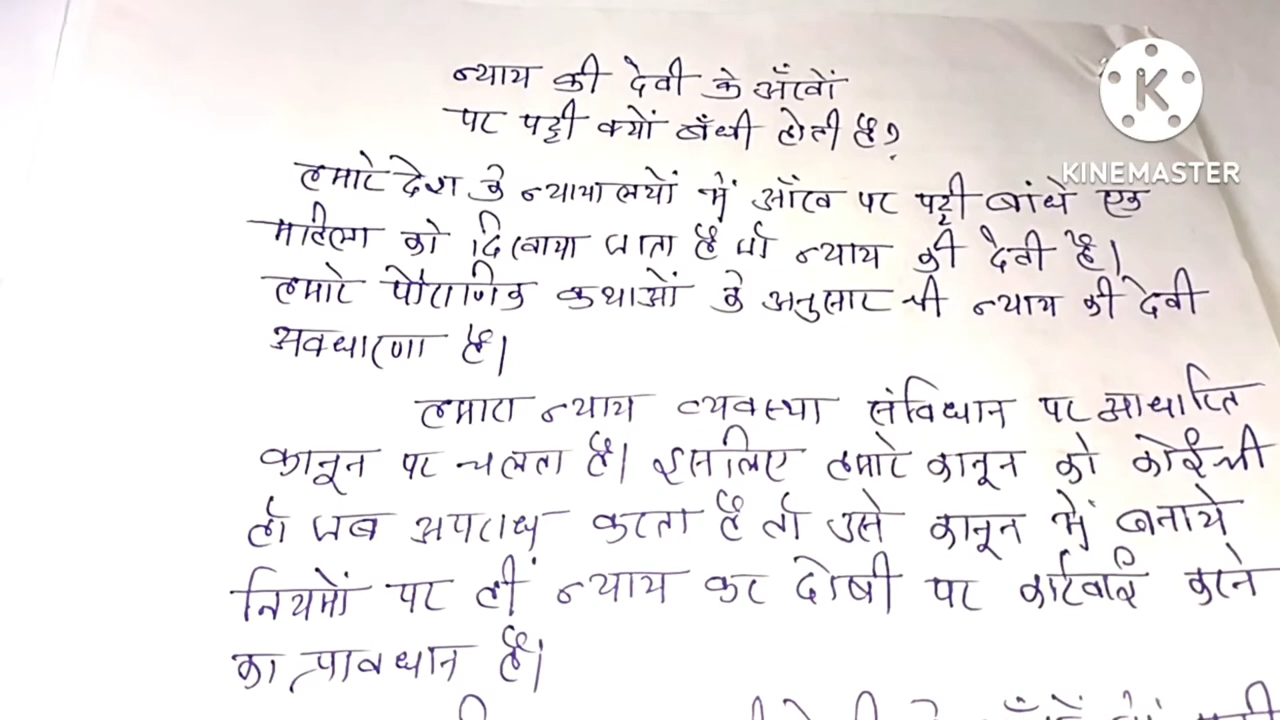 न्याय की देवी के आँखों
पर पट्टी क्यों बँधी होती है?
हमारे देश के न्यायालयों में आँख पर पट्टी बांधे एक
महिला को दिखाया जाता है जो न्याय की देवी है।
हमारे पौराणिक कथाओं के अनुसार भी न्याय की देवी
अवधारणा है।
हमारा न्याय व्यवस्था संविधान पर आधारित
कानून पर चलता है। इसलिए हमारे कानून को कोई भी
हो जब अपराध करता है तो उसे कानून में बनाये
नियमों पर ही न्याय कर दोषी पर कार्रवाई करने
का प्रावधान है।
K
KINEMASTER